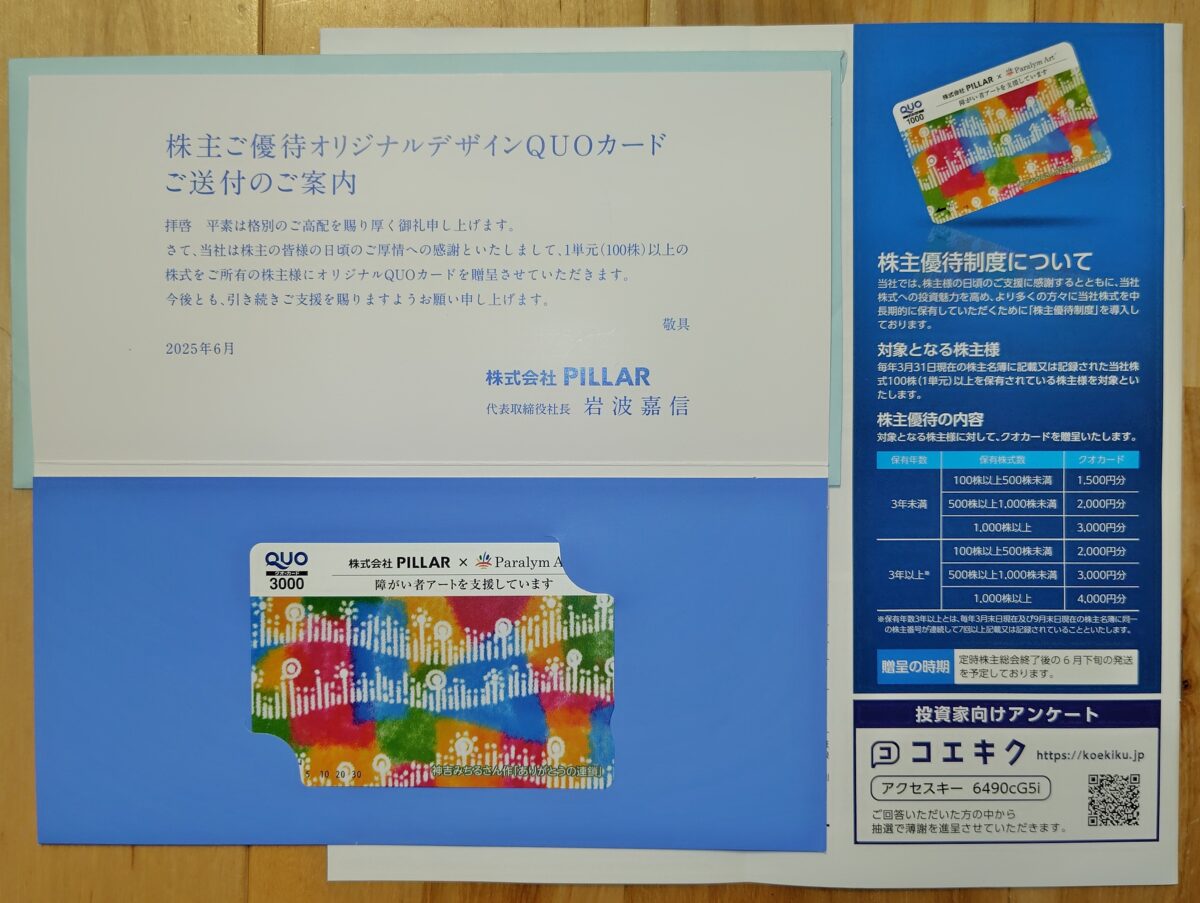 株主ご優待オリジナルデザインQUOカード
ご送付のご案内
拝啓　平素は格別のご高配を賜り厚く御礼申し上げます。
さて、当社は株主の皆様の日頃のご厚情への感謝といたしまして、1単元(100株)以上の
株式をご所有の株主様にオリジナルQUOカードを贈呈させていただきます。
今後とも、引き続きご支援を賜りますようお願い申し上げます。
敬具
2025年6月
株式会社 PILLAR
代表取締役社長　岩波嘉信
QUO
クオ・カード
3000
株式会社 PILLAR × Paralym A
障がい者アートを支援しています
5 10 20 30
神吉みちるさん作「ありがとうの連鎖」
QUO
1000
株式会社 PILLAR × Paralym Art
障がい者アートを支援しています
株主優待制度について
当社では、株主様の日頃のご支援に感謝するとともに、当社
株式への投資魅力を高め、より多くの方々に当社株式を中
長期的に保有していただくために「株主優待制度」を導入し
ております。
対象となる株主様
毎年3月31日現在の株主名簿に記載又は記録された当社株
式100株(1単元)以上を保有されている株主様を対象といた
します。
株主優待の内容
対象となる株主様に対して、クオカードを贈呈いたします。
保有年数 保有株式数 クオカード
3年未満 100株以上500株未満 1,500円分
500株以上1,000株未満 2,000円分
1,000株以上 3,000円分
3年以上※ 100株以上500株未満 2,000円分
500株以上1,000株未満 3,000円分
1,000株以上 4,000円分
※保有年数3年以上とは、毎年3月末日現在及び9月末日現在の株主名簿に同一
の株主番号が連続して7回以上記載又は記録されていることといたします。
贈呈の時期 定時株主総会終了後の6月下旬の発送
を予定しております。
投資家向けアンケート
コエキク https://koekiku.jp
アクセスキー 6490cG5i
ご回答いただいた方の中から
抽選で薄謝を進呈させていただきます。